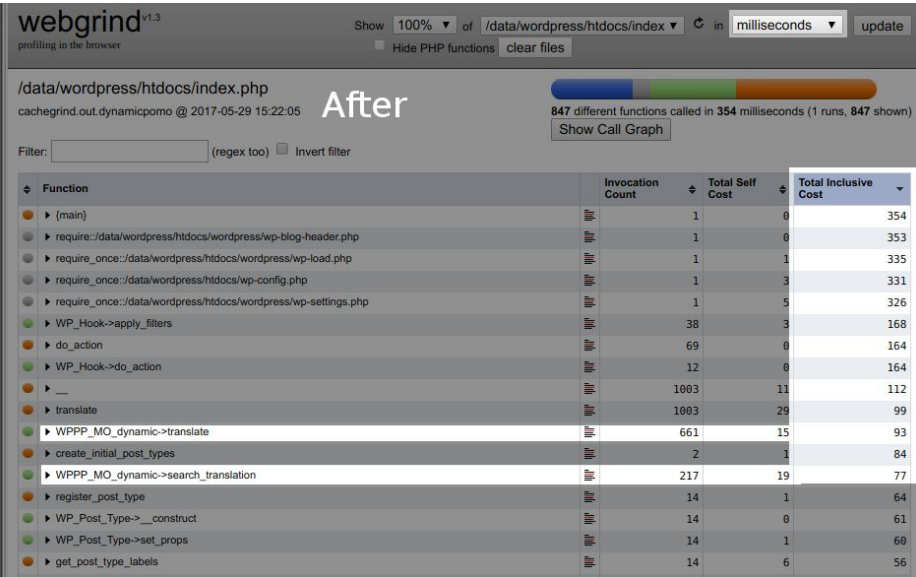 webgrind v1.3
profiling in the browser
Show 100% ▼ of /data/wordpress/htdocs/index ▼ in milliseconds ▼ update
Hide PHP functions clear files
/data/wordpress/htdocs/index.php
cachegrind.out.dynamicpomo @ 2017-05-29 15:22:05
After
847 different functions called in 354 milliseconds (1 runs, 847 shown)
Show Call Graph
Filter: (regex too) Invert filter
Function Invocation Count Total Self Cost Total Inclusive Cost
{main} 1 0 354
require::/data/wordpress/htdocs/wordpress/wp-blog-header.php 1 0 353
require_once::/data/wordpress/htdocs/wordpress/wp-load.php 1 1 335
require_once::/data/wordpress/htdocs/wp-config.php 1 3 331
require_once::/data/wordpress/htdocs/wordpress/wp-settings.php 1 5 326
WP_Hook->apply_filters 38 3 168
do_action 69 0 164
WP_Hook->do_action 12 0 164
__ 1003 11 112
translate 1003 29 99
WPPP_MO_dynamic->translate 661 15 93
create_initial_post_types 2 1 84
WPPP_MO_dynamic->search_translation 217 19 77
register_post_type 14 1 64
WP_Post_Type->__construct 14 0 61
WP_Post_Type->set_props 14 1 60
get_post_type_labels 14 6 56